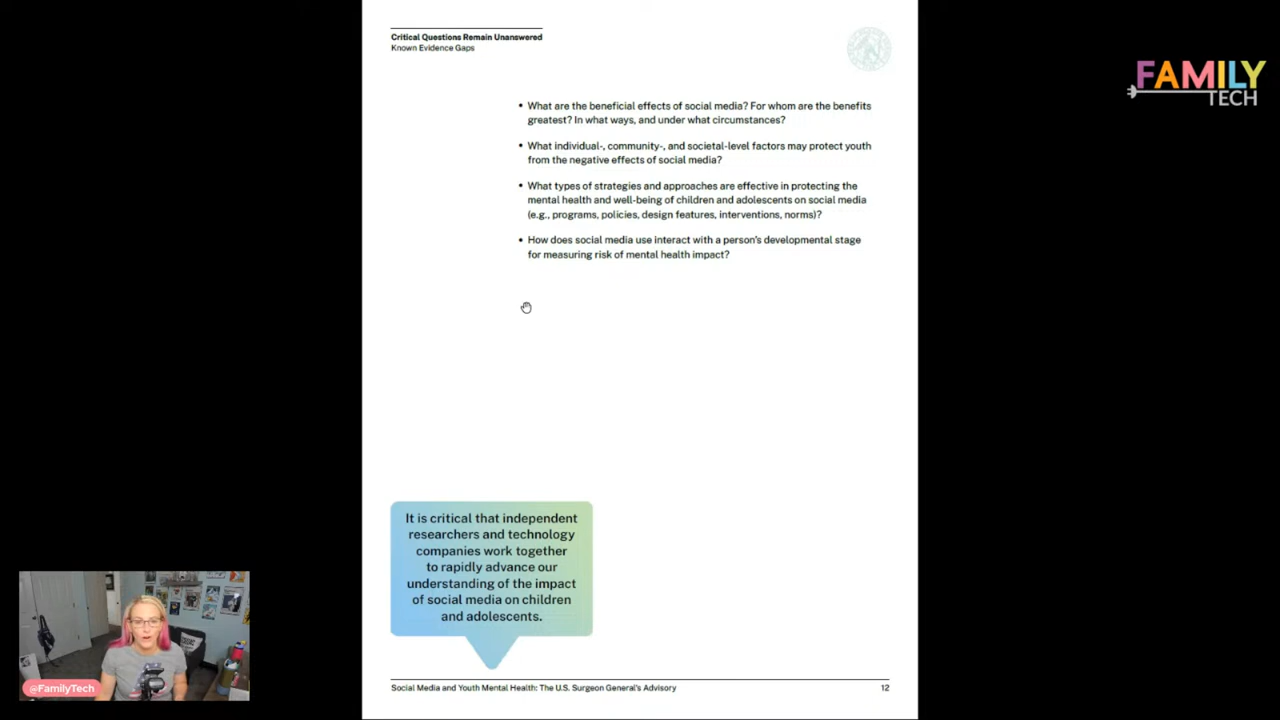 Critical Questions Remain Unanswered
Known Evidence Gaps
FAMILY
TECH
• What are the beneficial effects of social media? For whom are the benefits
greatest? In what ways, and under what circumstances?
• What individual-, community-, and societal-level factors may protect youth
from the negative effects of social media?
• What types of strategies and approaches are effective in protecting the
mental health and well-being of children and adolescents on social media
(e.g., programs, policies, design features, interventions, norms)?
• How does social media use interact with a person's developmental stage
for measuring risk of mental health impact?
It is critical that independent
researchers and technology
companies work together
to rapidly advance our
understanding of the impact
of social media on children
and adolescents.
@FamilyTech
Social Media and Youth Mental Health: The U.S. Surgeon General's Advisory
12